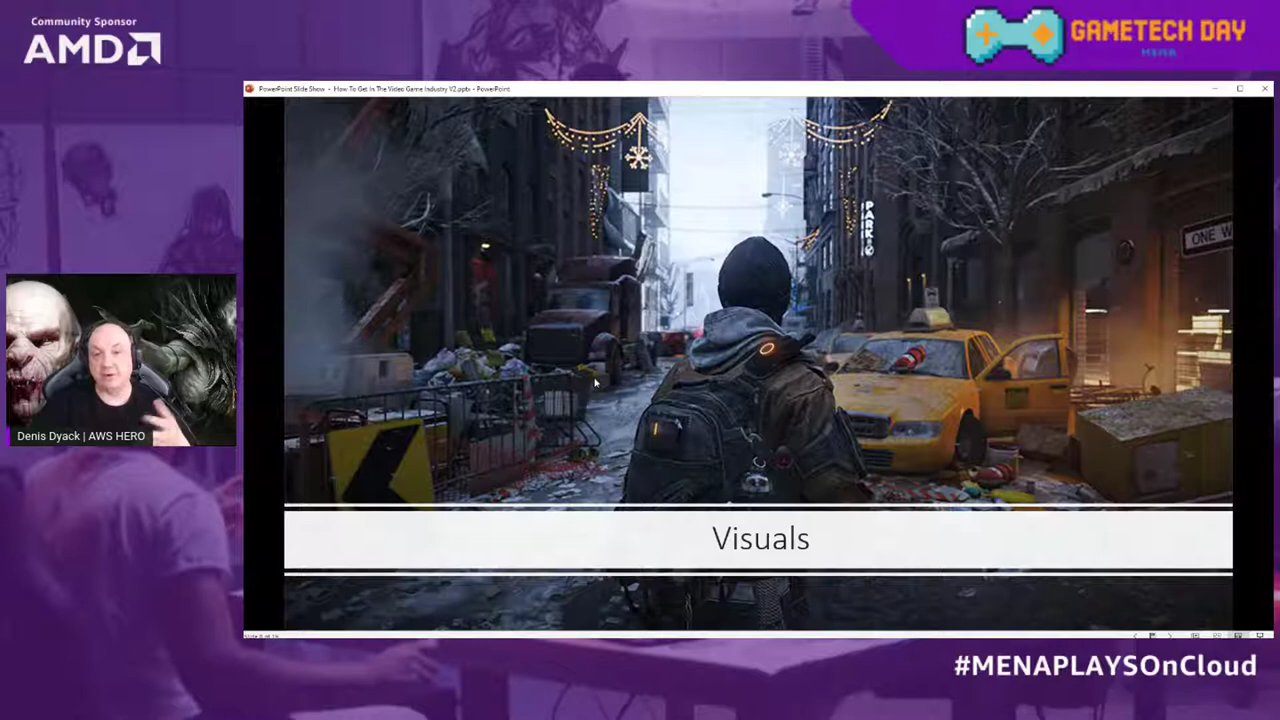 Community Sponsor
AMD
GAMETECH DAY
MENA
PowerPoint Slide Show - How To Get In The Video Game Industry V2.pptx - PowerPoint
PARK
ONE W
Visuals
Denis Dyack | AWS HERO
#MENAPLAYSOnCloud